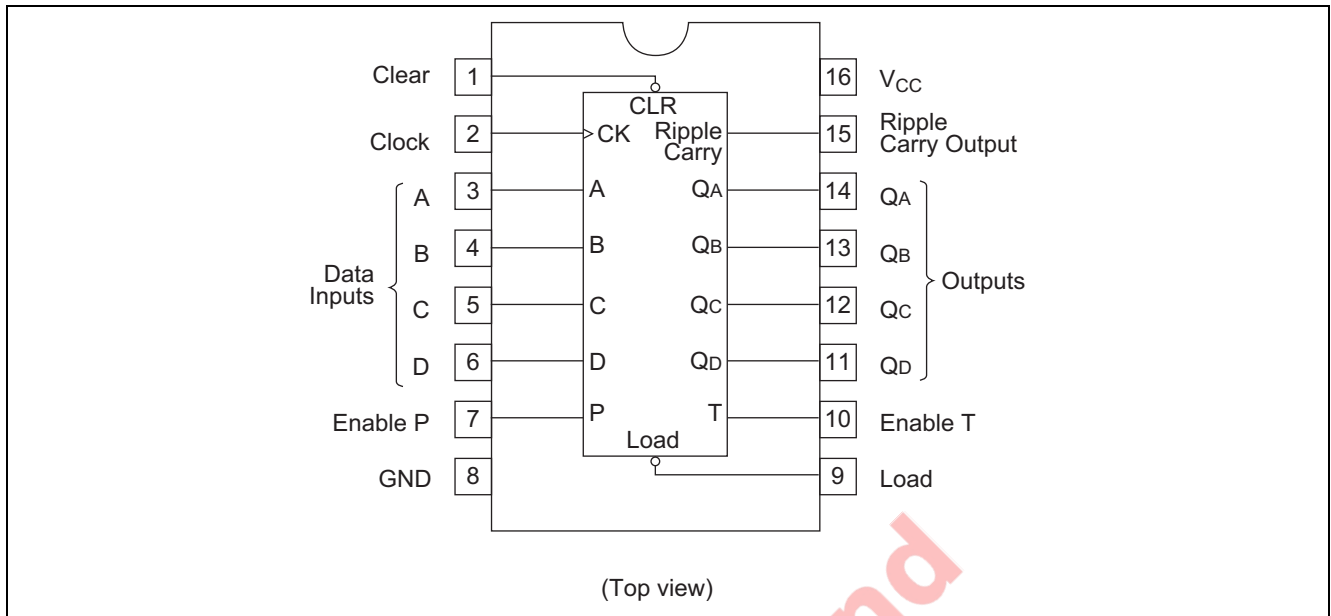 Clear 1 16 VCC
CLR
Clock 2 CK Ripple Carry 15 Ripple Carry Output
A 3 A QA 14 QA
B 4 B QB 13 QB
Data Inputs
Outputs
C 5 C QC 12 QC
D 6 D QD 11 QD
Enable P 7 P T 10 Enable T
Load
GND 8 9 Load
(Top view)
nd